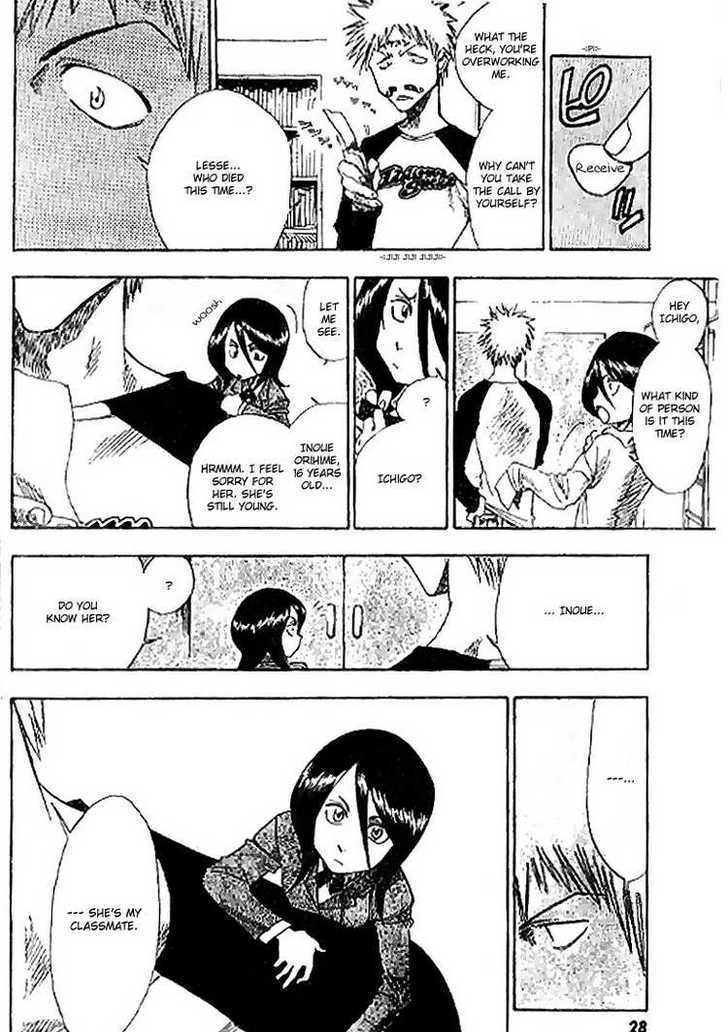 ピ
Receive
WHAT THE
HECK, YOU'RE
OVERWORKING
ME.
WHY CAN'T
YOU TAKE
THE CALL BY
YOURSELF?
LESSE...
WHO DIED
THIS TIME...?
HEY
ICHIGO,
WHAT KIND
OF PERSON
IS IT THIS
TIME?
?
ICHIGO?
LET
ME
SEE.
WOOSH
INOUE
ORIHIME,
16 YEARS
OLD...
HRMMM. I FEEL
SORRY FOR
HER. SHE'S
STILL YOUNG.
... INOUE...
?
DO YOU
KNOW HER?
---...
--- SHE'S MY
CLASSMATE.
28